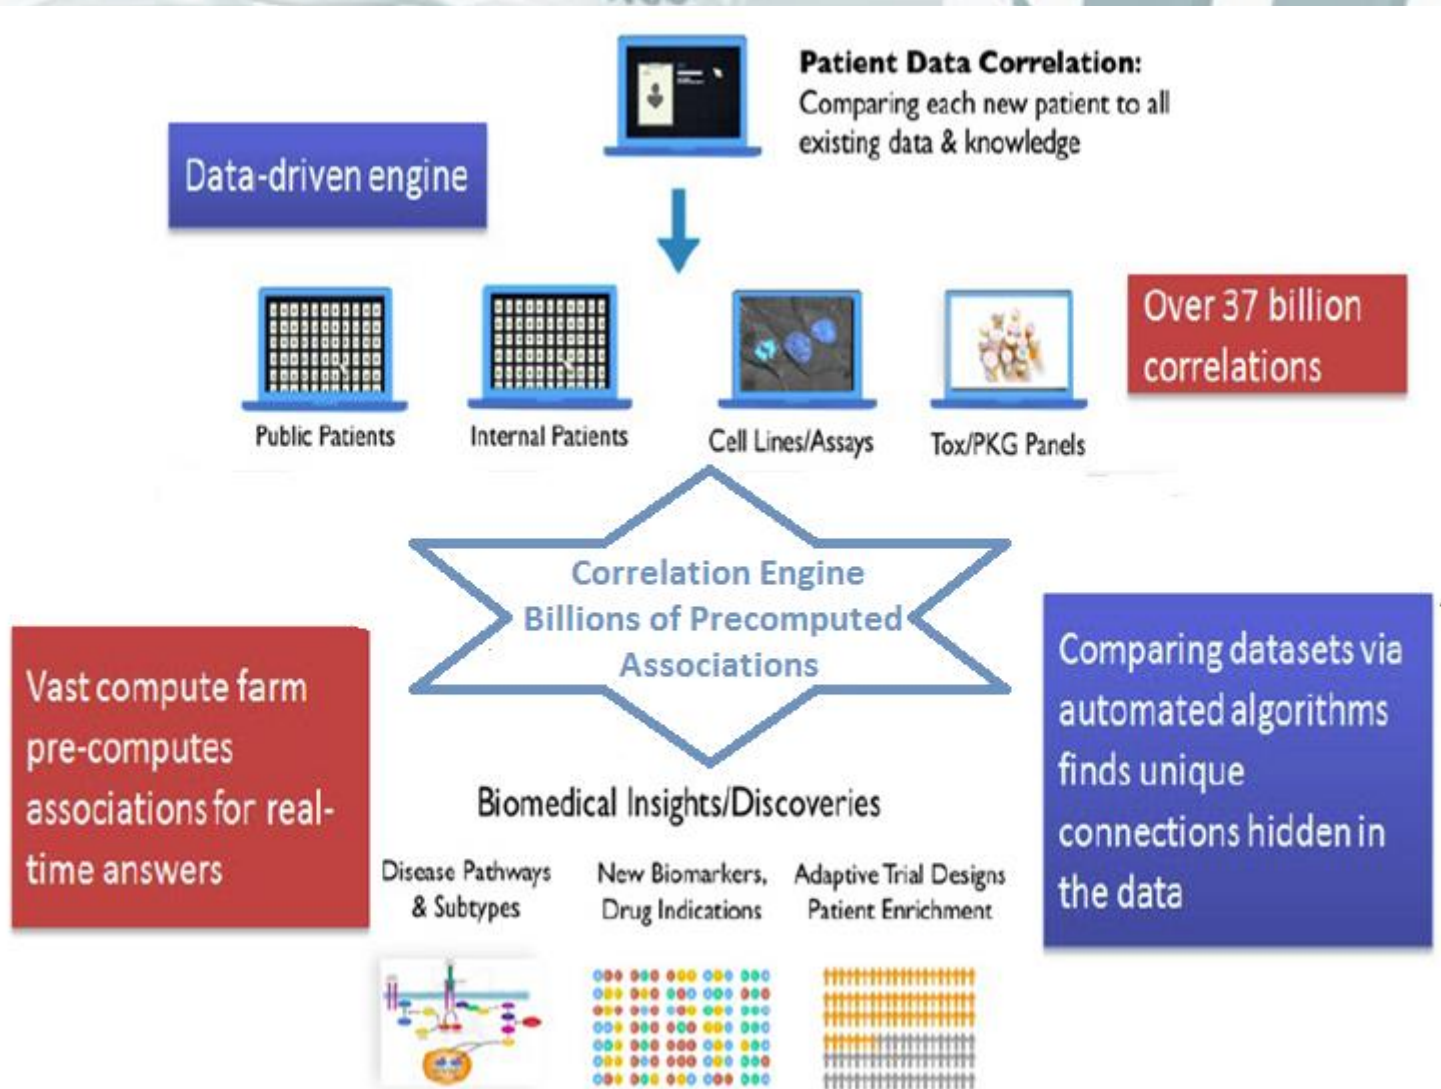 Patient Data Correlation:
Comparing each new patient to all
existing data & knowledge
Data-driven engine
Over 37 billion
correlations
Public Patients
Internal Patients
Cell Lines/Assays
Tox/PKG Panels
Correlation Engine
Billions of Precomputed
Associations
Vast compute farm
pre-computes
associations for real-
time answers
Comparing datasets via
automated algorithms
finds unique
connections hidden in
the data
Biomedical Insights/Discoveries
Disease Pathways
& Subtypes
New Biomarkers,
Drug Indications
Adaptive Trial Designs
Patient Enrichment